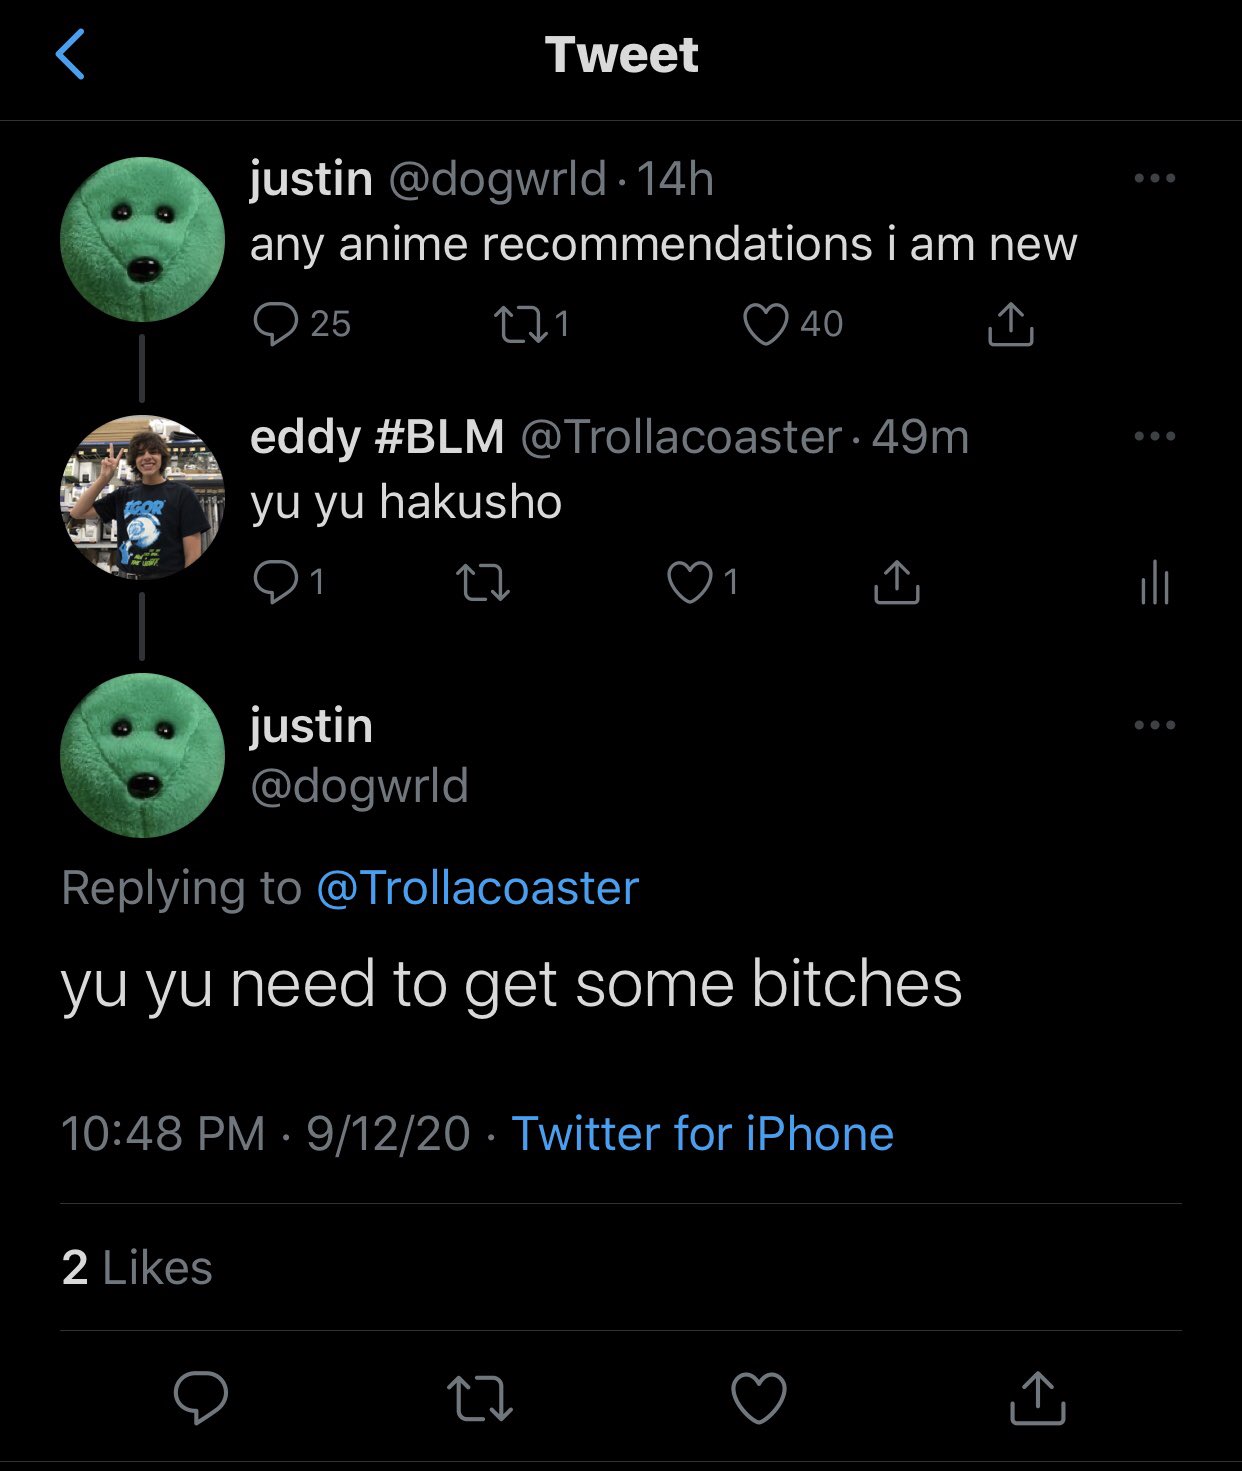 Tweet
justin @dogwrld · 14h
any anime recommendations i am new
25 1 40
eddy #BLM @Trollacoaster · 49m
yu yu hakusho
1 1
justin
@dogwrld
Replying to @Trollacoaster
yu yu need to get some bitches
10:48 PM · 9/12/20 · Twitter for iPhone
2 Likes
IGOR